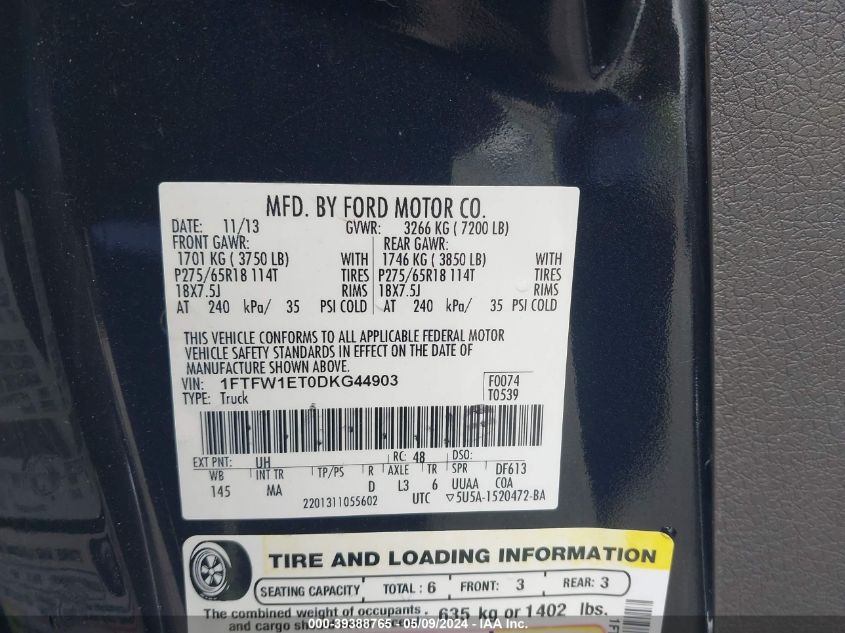 MFD. BY FORD MOTOR CO.
DATE: 11/13 GVWR: 3266 KG ( 7200 LB)
FRONT GAWR: REAR GAWR:
1701 KG ( 3750 LB) WITH 1746 KG ( 3850 LB) WITH
P275/65R18 114T TIRES P275/65R18 114T TIRES
18X7.5J RIMS 18X7.5J RIMS
AT 240 kPa/ 35 PSI COLD AT 240 kPa/ 35 PSI COLD
THIS VEHICLE CONFORMS TO ALL APPLICABLE FEDERAL MOTOR
VEHICLE SAFETY STANDARDS IN EFFECT ON THE DATE OF
MANUFACTURE SHOWN ABOVE.
VIN: 1FTFW1ET0DKG44903 F0074
TYPE: Truck T0539
EXT PNT: UH RC: 48 DSO:
WB INT TR TP/PS R AXLE TR SPR DF613
145 MA D L3 6 UUAA COA
2201311055602 UTC ▽5U5A-1520472-BA
TIRE AND LOADING INFORMATION
SEATING CAPACITY TOTAL: 6 FRONT: 3 REAR: 3
The combined weight of occupants 635 kg or 1402 lbs.
and cargo
000-39388765 - 05/09/2024 - IAA Inc.